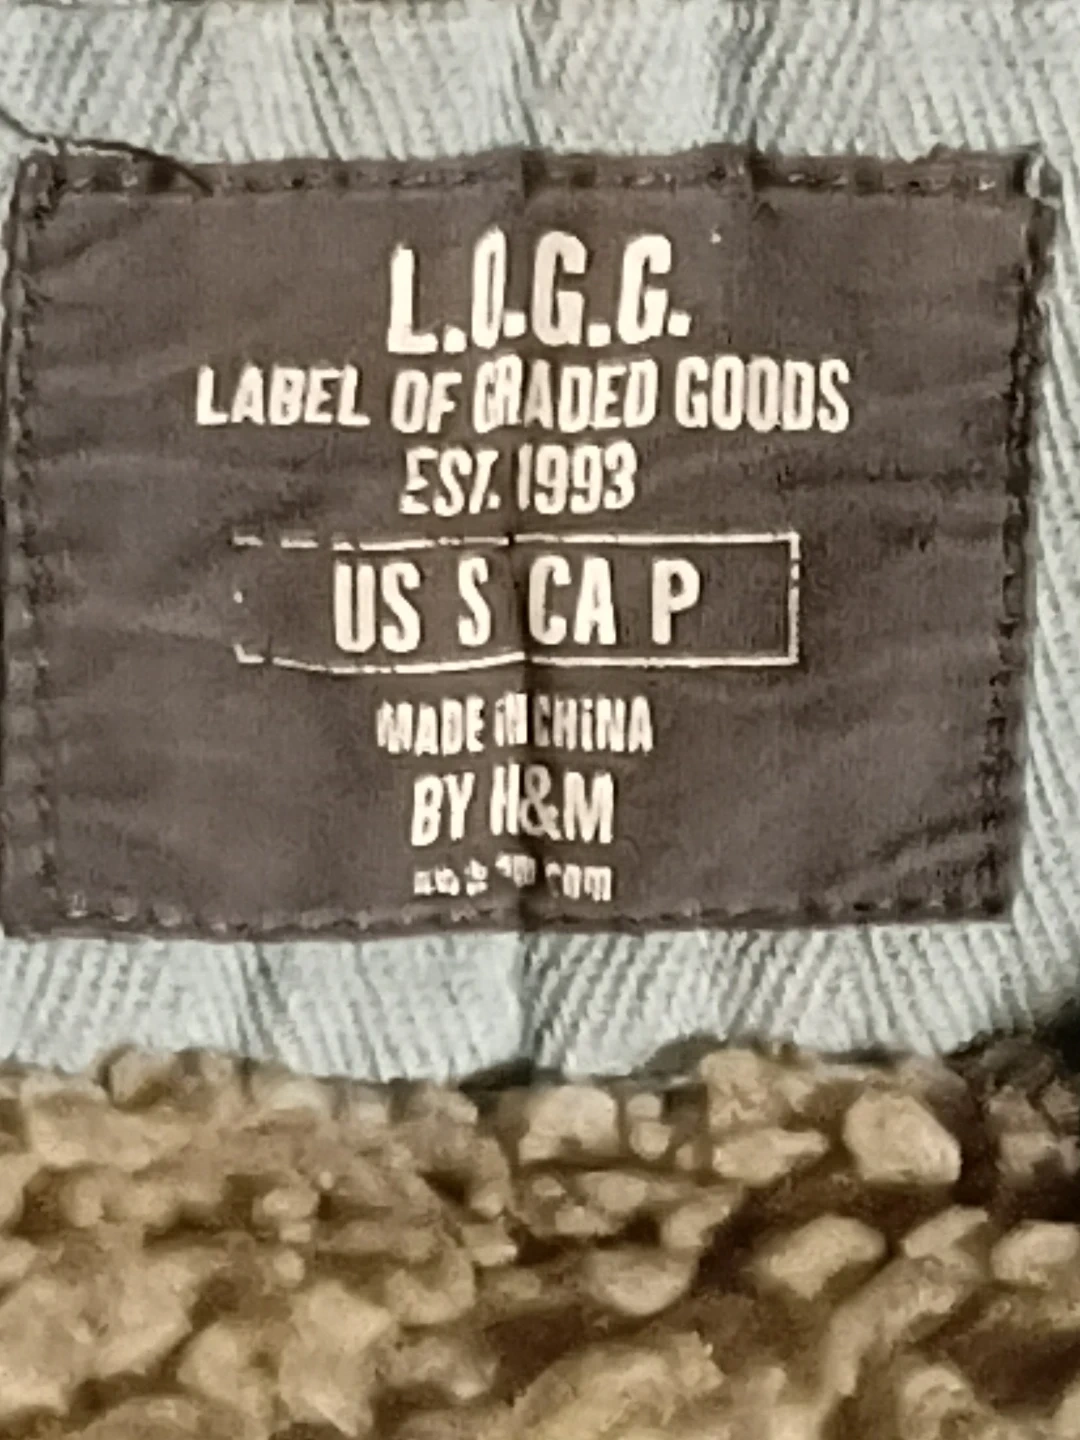 L.O.G.G.
LABEL OF GRADED GOODS
EST. 1993
US S CA P
MADE IN CHINA
BY H&M